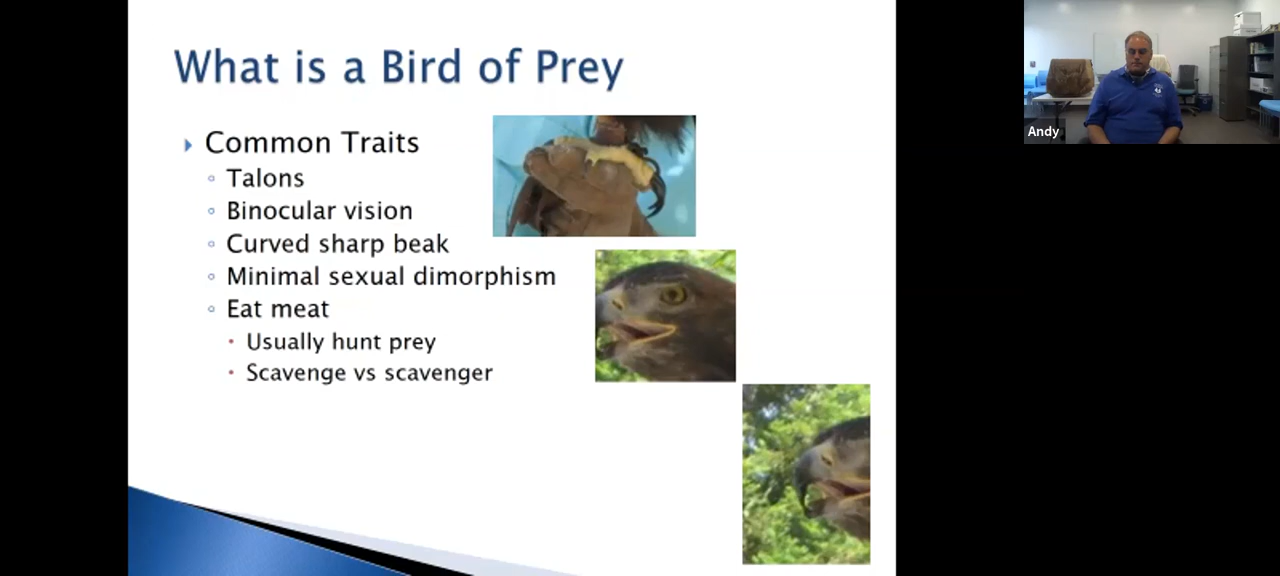 What is a Bird of Prey
Common Traits
Talons
Binocular vision
Curved sharp beak
Minimal sexual dimorphism
Eat meat
Usually hunt prey
Scavenge vs scavenger
Andy